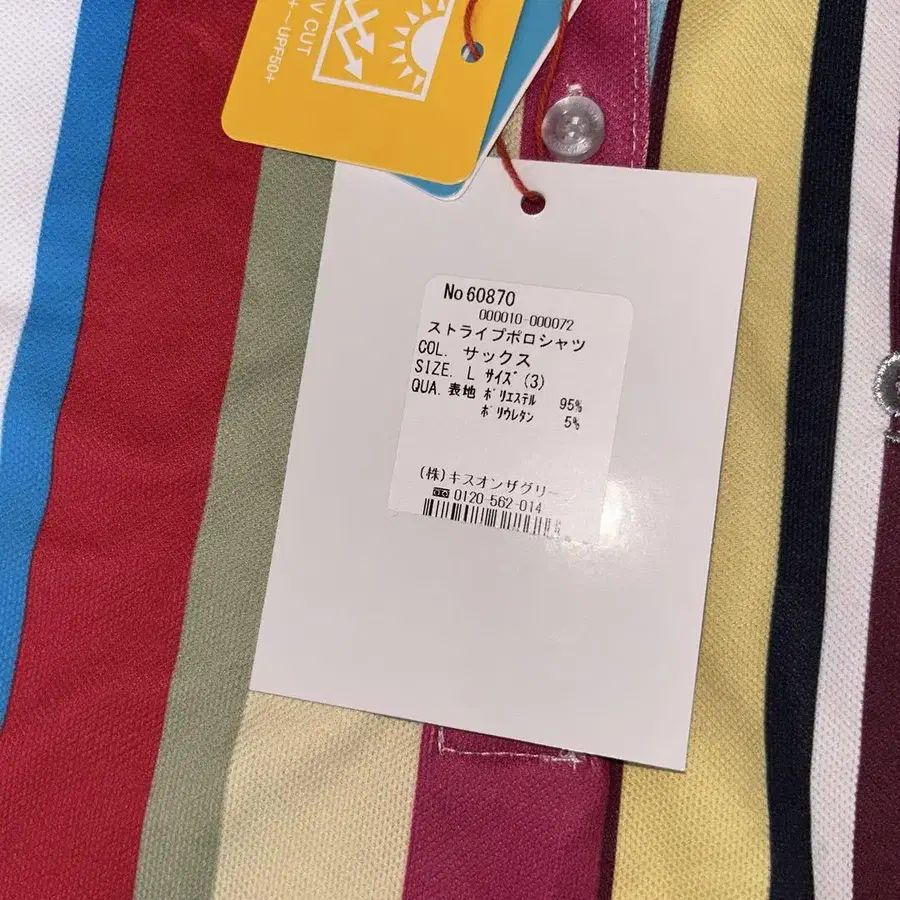 V CUT
+～UPF50+
No 60870
000010-000072
ストライプポロシャツ
COL. サックス
SIZE. L サイズ (3)
QUA. 表地 ポリエステル 95%
ポリウレタン 5%
(株)キスオンザグリーン
0120-562-014